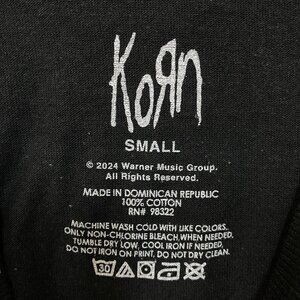 KoЯn
SMALL
© 2024 Warner Music Group.
All Rights Reserved.
MADE IN DOMINICAN REPUBLIC
100% COTTON
RN# 98322
MACHINE WASH COLD WITH LIKE COLORS,
ONLY NON-CHLORINE BLEACH WHEN NEEDED,
TUMBLE DRY LOW, COOL IRON IF NEEDED,
DO NOT IRON ON PRINT, DO NOT DRY CLEAN.
30